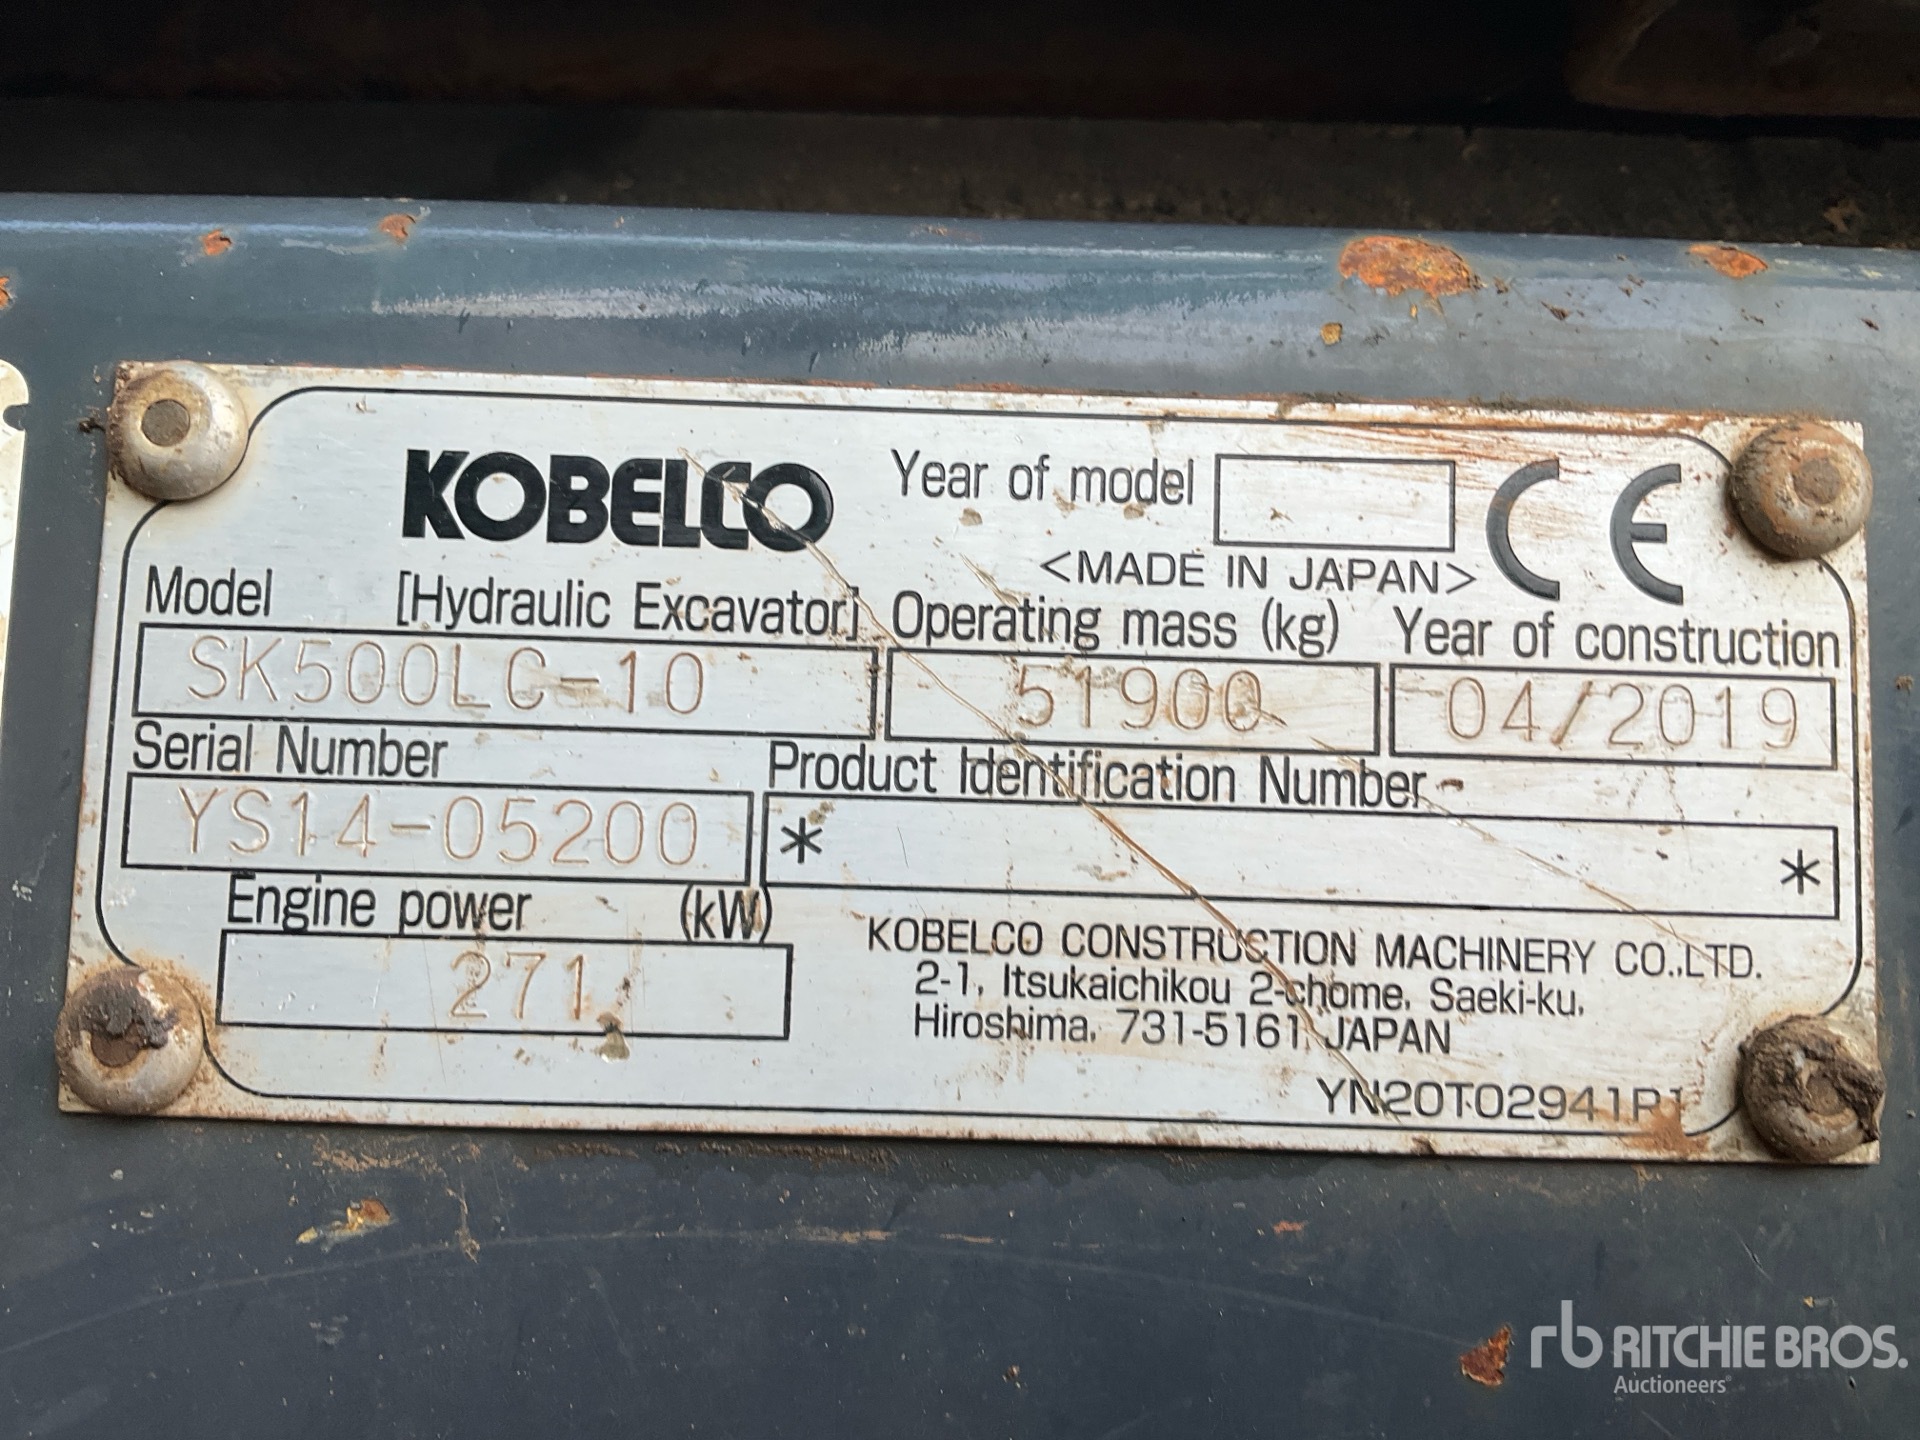 KOBELCO
Year of model
CE
<MADE IN JAPAN>
Model [Hydraulic Excavator] Operating mass (kg) Year of construction
SK500LC-10 51900 04/2019
Serial Number Product Identification Number
YS14-05200 * *
Engine power (kW)
271
KOBELCO CONSTRUCTION MACHINERY CO.,LTD.
2-1, Itsukaichikou 2-chome, Saeki-ku,
Hiroshima, 731-5161, JAPAN
YN20T02941P1
rb RITCHIE BROS.
Auctioneers